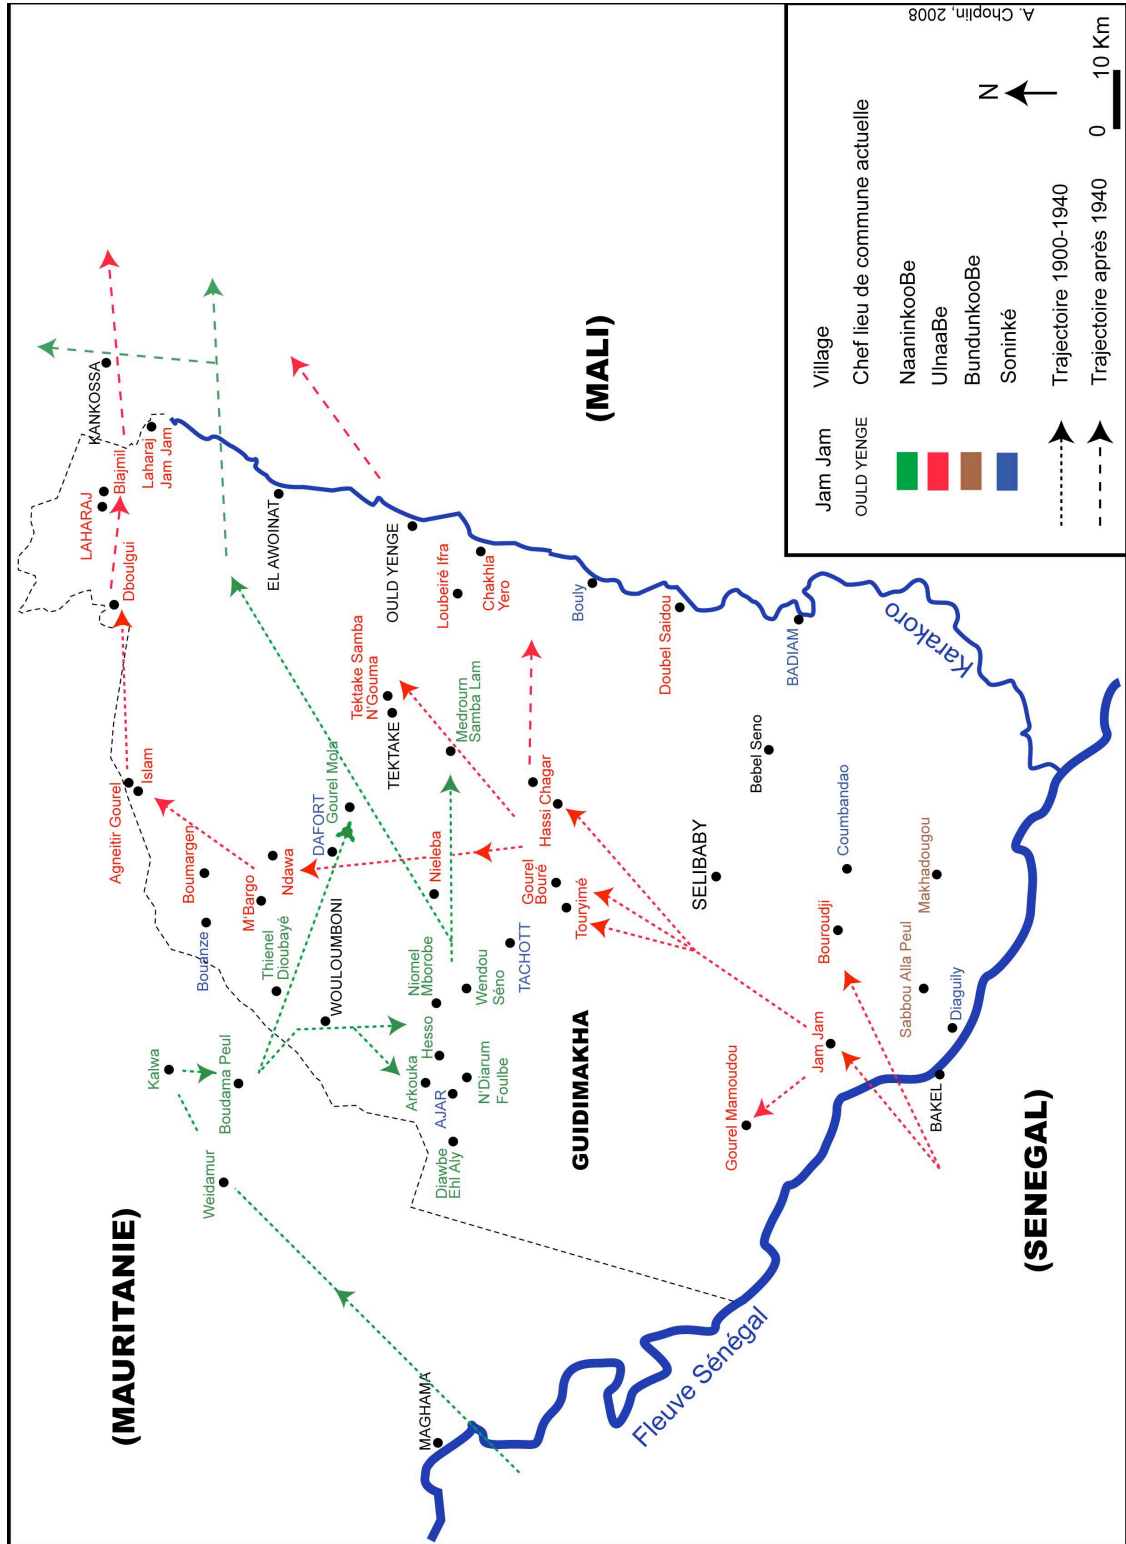 (MAURITANIE)
MAGHAMA
Fleuve Sénégal
Weidamur
Kalwa
Boudama Peul
Diawbe
Ehl Aly
AJAR
Arkouka
Hesso
N'Diarum
Foulbe
Niomel
Mborobe
Wendou
Séno
WOULOUMBONI
Thienel
Dioubayé
Bouanze
Boumargen
M'Bargo
Ndawa
DAFORT
Gourel Mola
Agneitir Gourel
Islam
Dboulgui
LAHARAJ
Blajmil
KANKOSSA
Laharaj
Jam Jam
EL AWOINAT
OULD YENGE
Loubeiré Ifra
Chakhla
Yero
Tektake Samba
N'Gouma
TEKTAKE
Medrourn
Samba Lam
Nieleba
TACHOTT
Gourel
Bouré
Touryimé
Hassi Chagar
GUIDIMAKHA
SELIBABY
Bouly
Doubel Saidou
BADIAM
Bebel Seno
Karakoro
Coumbandao
Makhadougou
Bouroudji
Sabbou Alla Peul
Diaguily
Jam Jam
Gourel Mamoudou
BAKEL
(SENEGAL)
(MALI)
Jam Jam Village
OULD YENGE Chef lieu de commune actuelle
NaaninkooBe
UlnaaBe
BundunkooBe
Soninké
Trajectoire 1900-1940
Trajectoire après 1940
N
0 10 Km
A. Choplin, 2008